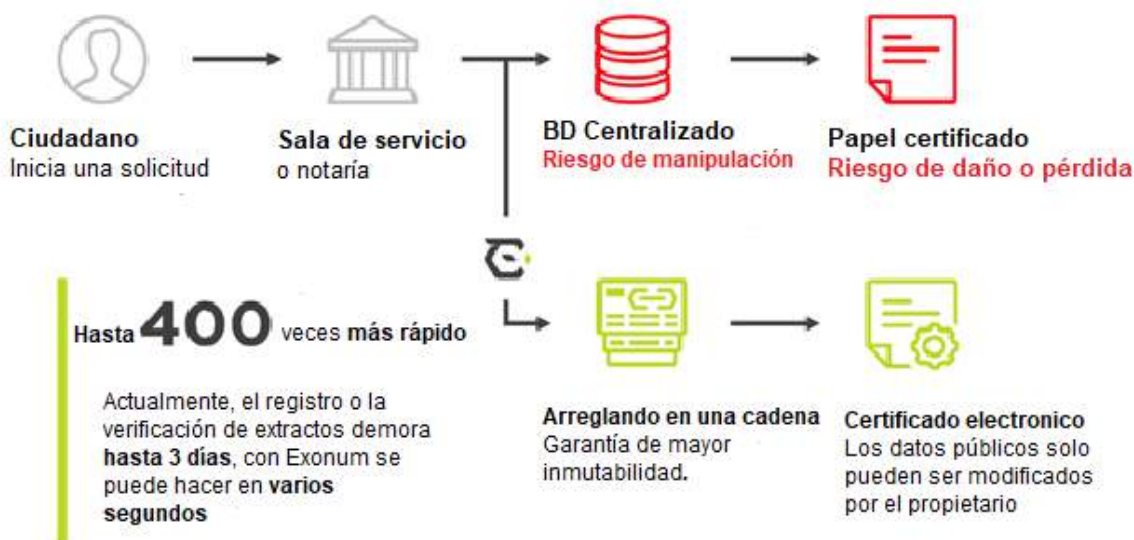 Ciudadano
Inicia una solicitud
Sala de servicio
o notaría
BD Centralizado
Riesgo de manipulación
Papel certificado
Riesgo de daño o pérdida
Hasta 400 veces más rápido
Actualmente, el registro o la
verificación de extractos demora
hasta 3 días, con Exonum se
puede hacer en varios
segundos
Arreglando en una cadena
Garantía de mayor
inmutabilidad.
Certificado electronico
Los datos públicos solo
pueden ser modificados
por el propietario